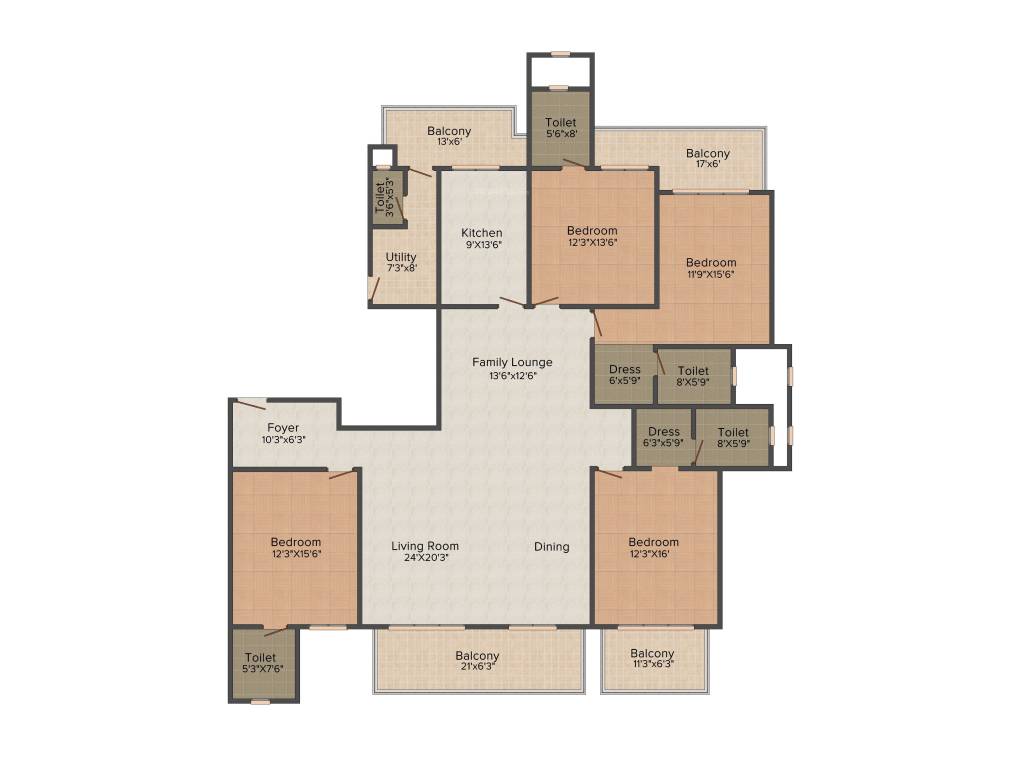 Toilet
5'6"x8'
Balcony
13'x6'
Balcony
17'x6'
Toilet
3'6"x5'3"
Kitchen
9'X13'6"
Bedroom
12'3"X13'6"
Utility
7'3"x8'
Bedroom
11'9"X15'6"
Family Lounge
13'6"x12'6"
Dress
6'x5'9"
Toilet
8'X5'9"
Foyer
10'3"x6'3"
Dress
6'3"x5'9"
Toilet
8'X5'9"
Bedroom
12'3"X15'6"
Living Room
24'X20'3"
Dining
Bedroom
12'3"X16'
Toilet
5'3"X7'6"
Balcony
21'x6'3"
Balcony
11'3"x6'3"